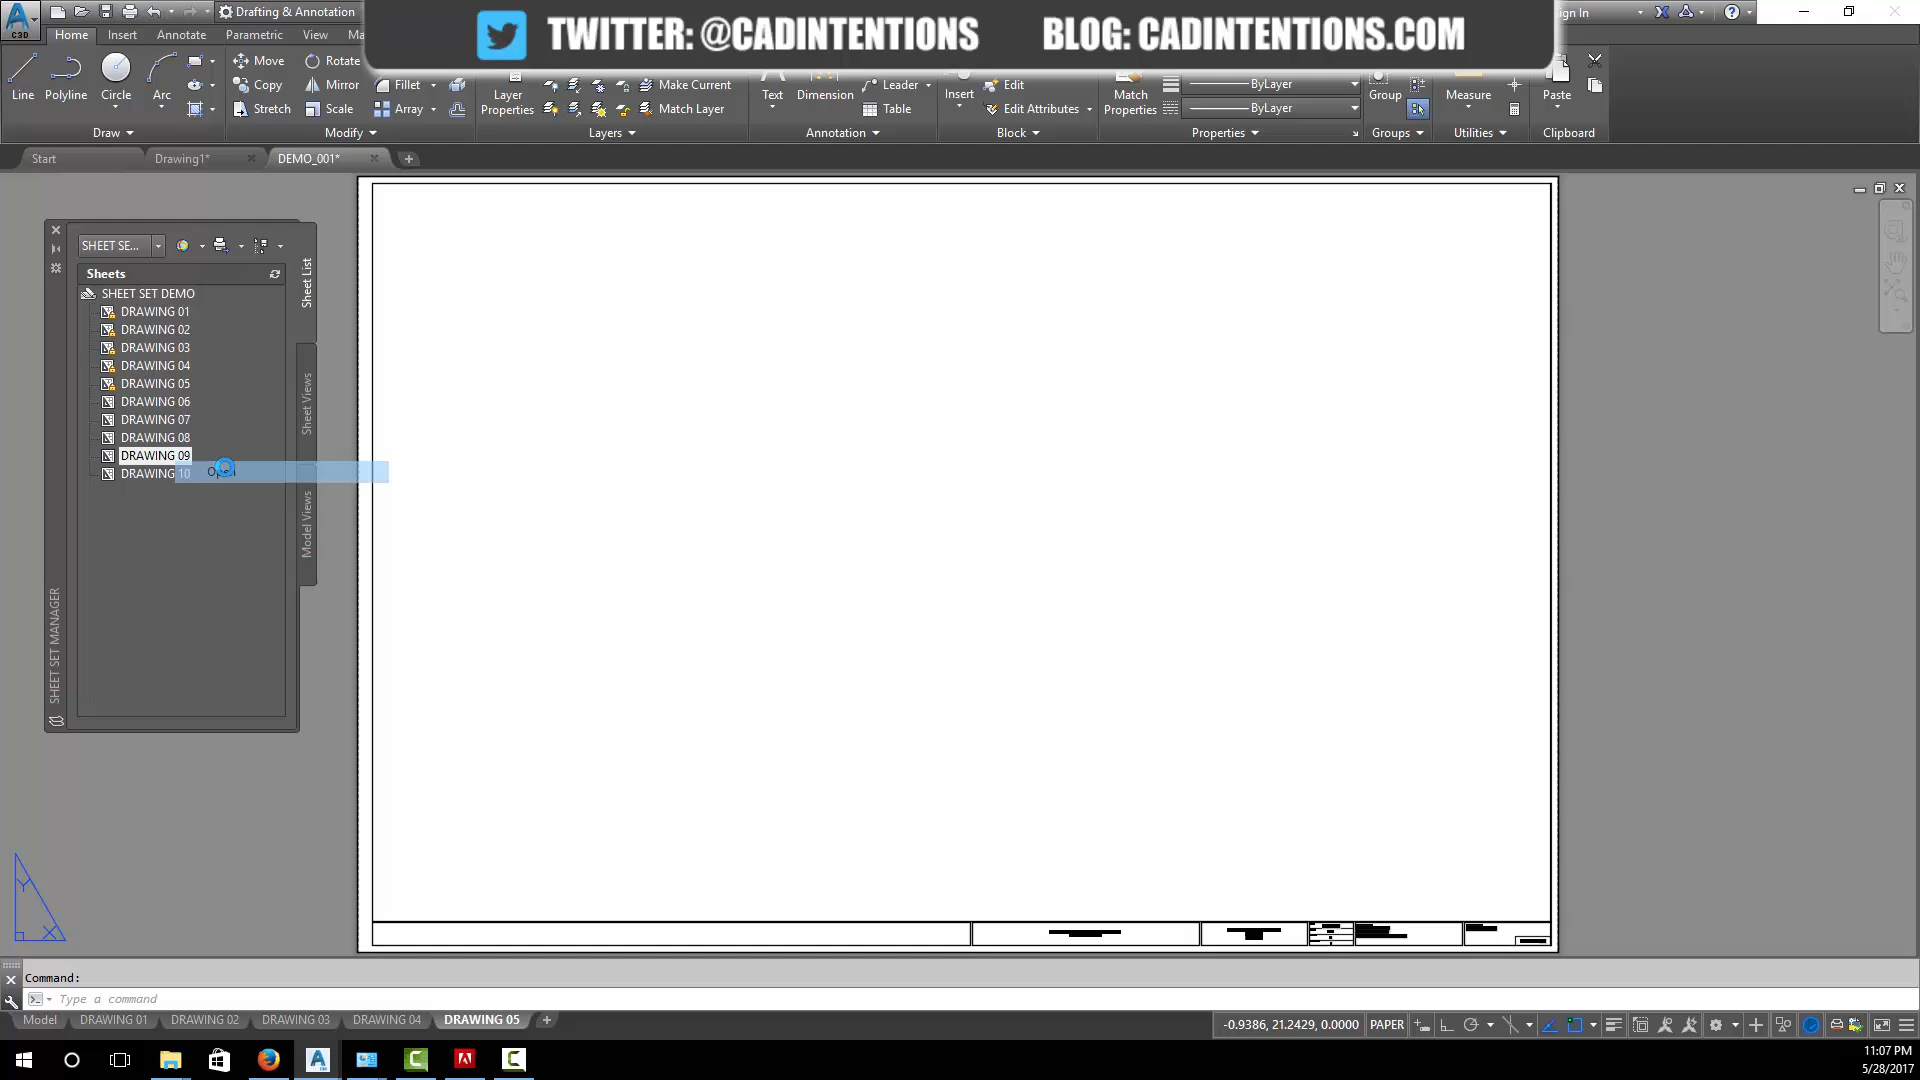 C3D
Drafting & Annotation
TWITTER: @CADINTENTIONS
BLOG: CADINTENTIONS.COM
Home
Insert
Annotate
Parametric
View
Line
Polyline
Circle
Arc
Draw
Move
Rotate
Copy
Mirror
Fillet
Stretch
Scale
Array
Modify
Layer
Properties
Make Current
Match Layer
Layers
Text
Dimension
Leader
Table
Annotation
Insert
Edit
Edit Attributes
Block
Match
Properties
ByLayer
ByLayer
Properties
Group
Groups
Measure
Utilities
Paste
Clipboard
Start
Drawing1*
DEMO_001*
SHEET SE...
Sheets
SHEET SET DEMO
DRAWING 01
DRAWING 02
DRAWING 03
DRAWING 04
DRAWING 05
DRAWING 06
DRAWING 07
DRAWING 08
DRAWING 09
DRAWING 10
Sheet List
Sheet Views
Model Views
SHEET SET MANAGER
Y
X
Command:
Type a command
Model
DRAWING 01
DRAWING 02
DRAWING 03
DRAWING 04
DRAWING 05
-0.9386, 21.2429, 0.0000
PAPER
11:07 PM
5/28/2017